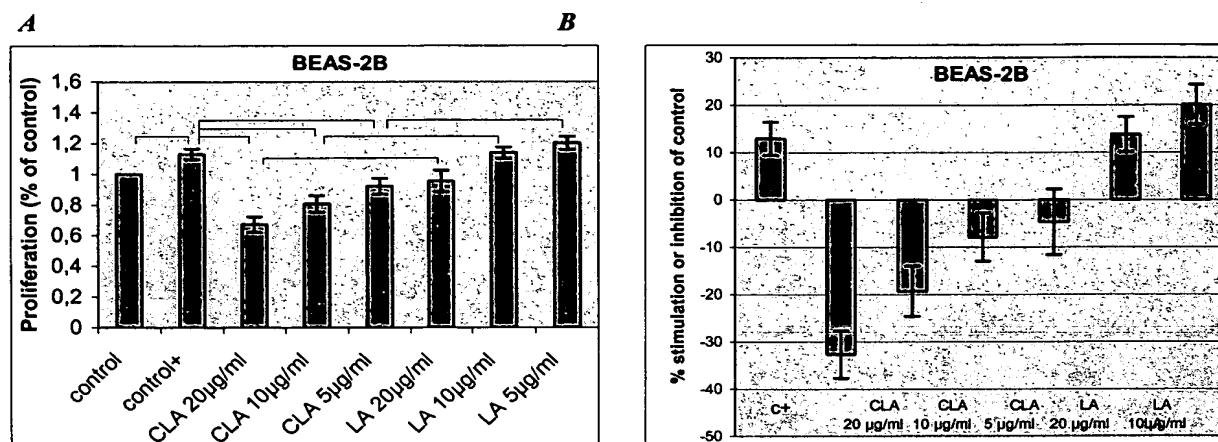 A
B
BEAS-2B
Proliferation (% of control)
1,6
1,4
1,2
1
0,8
0,6
0,4
0,2
0
control
control+
CLA 20µg/ml
CLA 10µg/ml
CLA 5µg/ml
LA 20µg/ml
LA 10µg/ml
LA 5µg/ml
BEAS-2B
% stimulation or inhibition of control
30
20
10
0
-10
-20
-30
-40
-50
c+
CLA CLA CLA LA LA
20 µg/ml 10 µg/ml 5 µg/ml 20 µg/ml